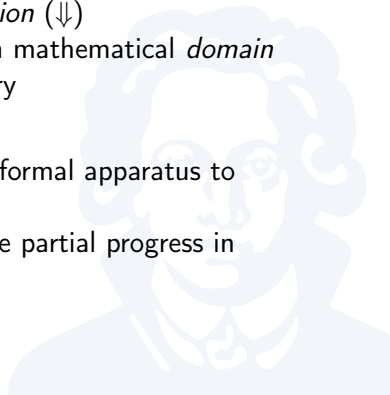 ion (⇓)
mathematical domain
ry
formal apparatus to
e partial progress in